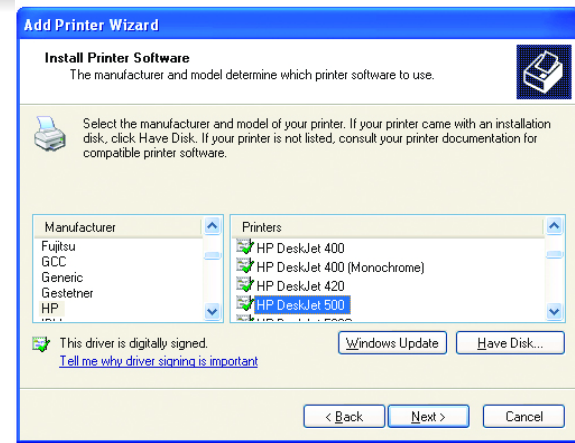 Add Printer Wizard
Install Printer Software
The manufacturer and model determine which printer software to use.
Select the manufacturer and model of your printer. If your printer came with an installation
disk, click Have Disk. If your printer is not listed, consult your printer documentation for
compatible printer software.
Manufacturer
Fujitsu
GCC
Generic
Gestetner
HP
Printers
HP DeskJet 400
HP DeskJet 400 (Monochrome)
HP DeskJet 420
HP DeskJet 500
This driver is digitally signed.
Tell me why driver signing is important
Windows Update
Have Disk...
< Back
Next >
Cancel